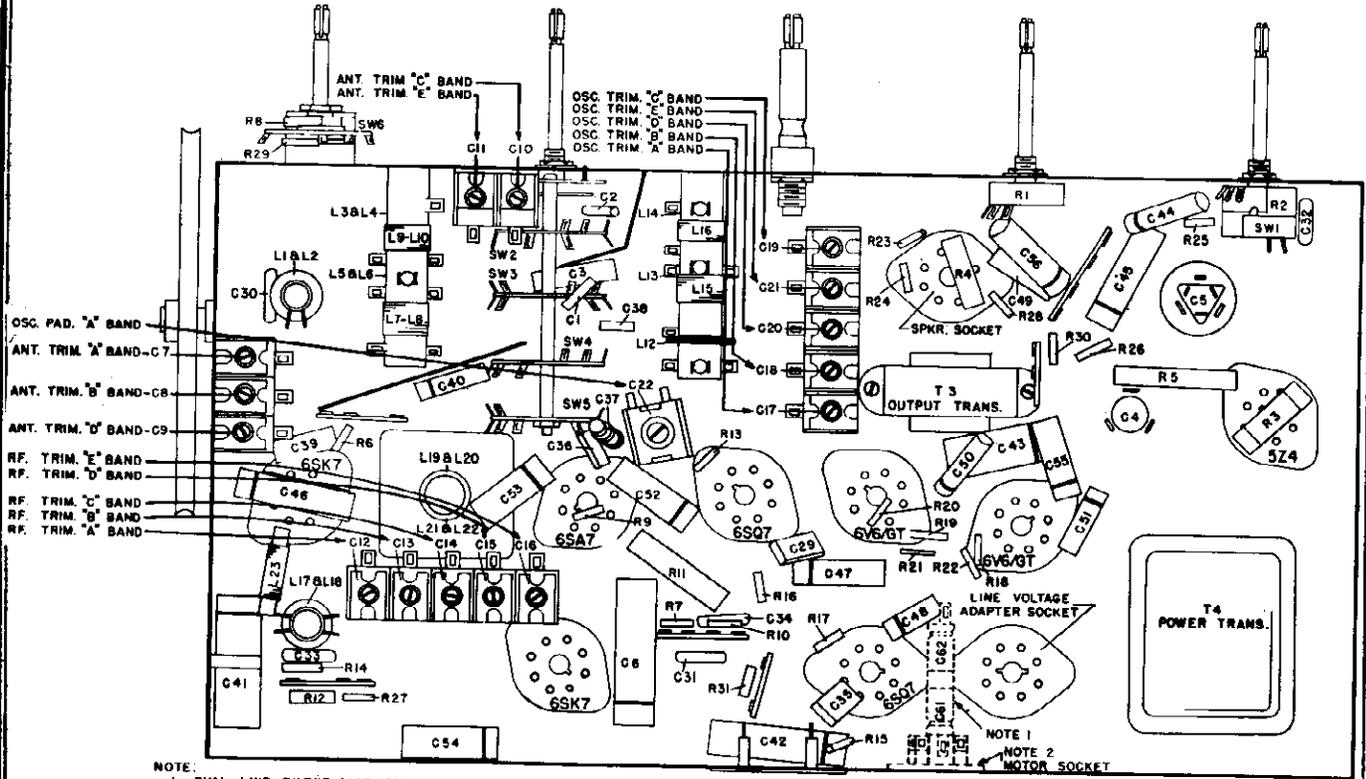 ANT. TRIM "C" BAND
ANT. TRIM. "E" BAND
OSC. TRIM. "C" BAND
OSC. TRIM. "E" BAND
OSC. TRIM. "D" BAND
OSC. TRIM. "B" BAND
OSC. TRIM. "A" BAND
R8
SW6
R29
C11
C10
C2
L3&L4
L9-L10
SW2
L14
L16
R1
C44
R25
R2
SW1
C32
L1&L2
C30
L5&L6
SW3
C3
L13
L15
C19
C21
R23
R24
R4
C56
C49
R28
C45
C5
SPKR. SOCKET
L7-L8
C1
C38
OSC. PAD. "A" BAND
ANT. TRIM. "A" BAND-C7
ANT. TRIM. "B" BAND-C8
ANT. TRIM. "D" BAND-C9
SW4
L12
C20
C18
C17
R30
R26
C40
C22
T3
OUTPUT TRANS.
R5
C4
R3
5Z4
SW5
C37
C39
R6
6SK7
C36
R13
C43
C50
C55
RF. TRIM. "E" BAND
RF. TRIM. "D" BAND
RF. TRIM. "C" BAND
RF. TRIM. "B" BAND
RF. TRIM. "A" BAND
C46
L19&L20
C53
C52
L21&L22
R9
6SA7
6SQ7
R20
6V6/GT
R19
C51
C12
C13
C14
C15
C16
C29
R21
R22
6V6/GT
R18
L23
L17&L18
R11
C47
R16
LINE VOLTAGE
ADAPTER SOCKET
T4
POWER TRANS.
R7
C34
R10
R17
C48
C62
C33
R14
C6
C31
C41
R12
R27
6SK7
R31
C35
6SQ7
C61
C54
C42
R15
NOTE 1
NOTE 2
MOTOR SOCKET
NOTE: